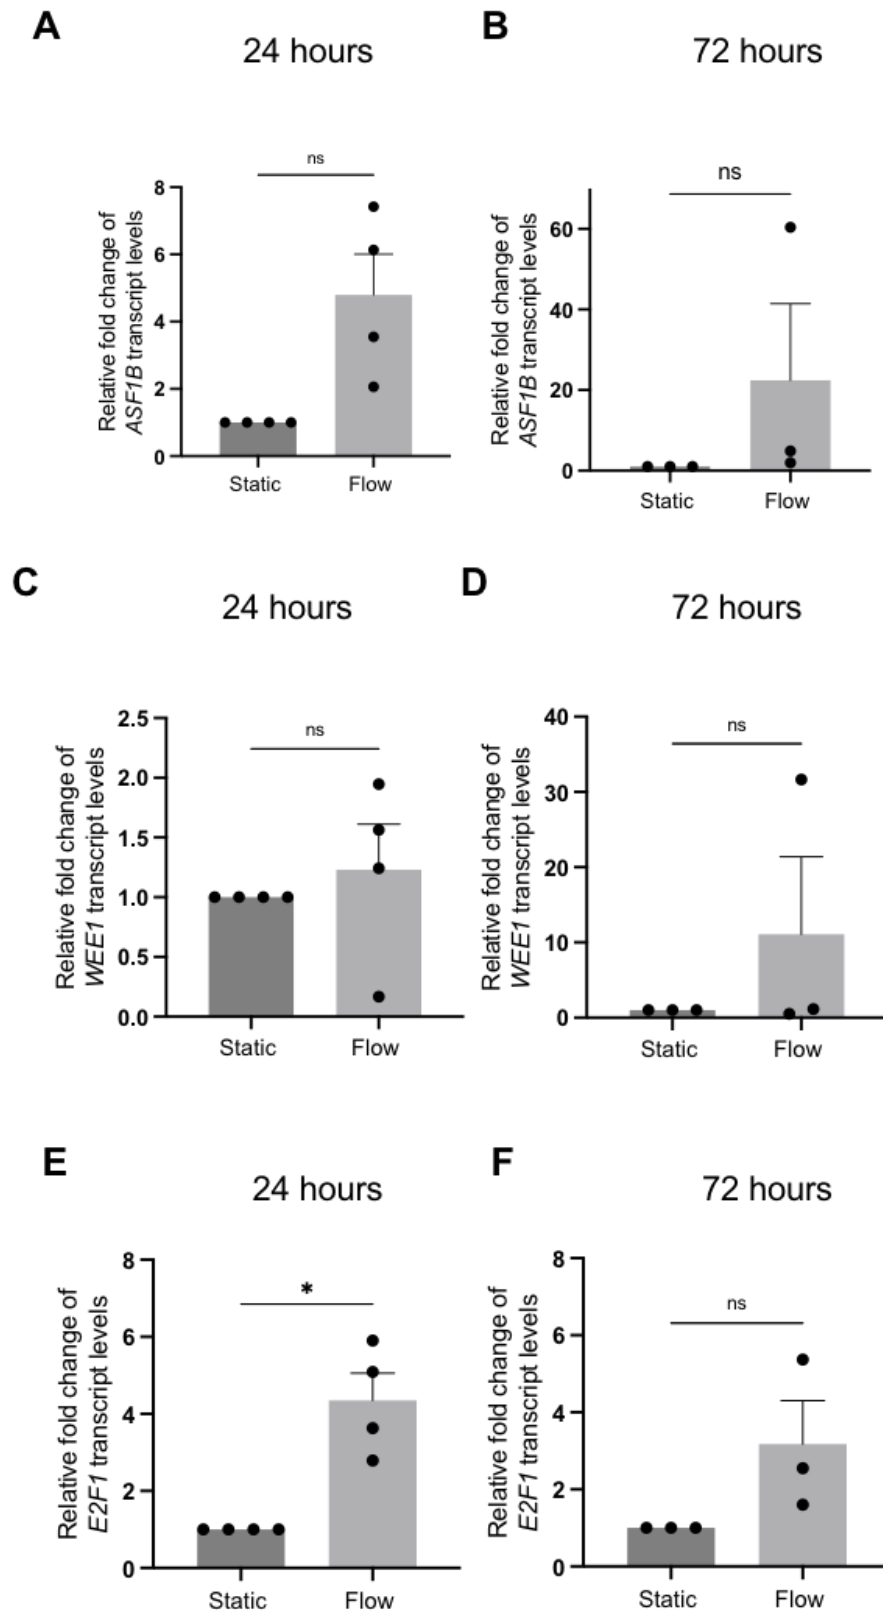 A
24 hours
Relative fold change of
ASF1B transcript levels
8
6
4
2
0
ns
Static
Flow
B
72 hours
Relative fold change of
ASF1B transcript levels
60
40
20
0
ns
Static
Flow
C
24 hours
Relative fold change of
WEE1 transcript levels
2.5
2.0
1.5
1.0
0.5
0.0
ns
Static
Flow
D
72 hours
Relative fold change of
WEE1 transcript levels
40
30
20
10
0
ns
Static
Flow
E
24 hours
Relative fold change of
E2F1 transcript levels
8
6
4
2
0
*
Static
Flow
F
72 hours
Relative fold change of
E2F1 transcript levels
8
6
4
2
0
ns
Static
Flow